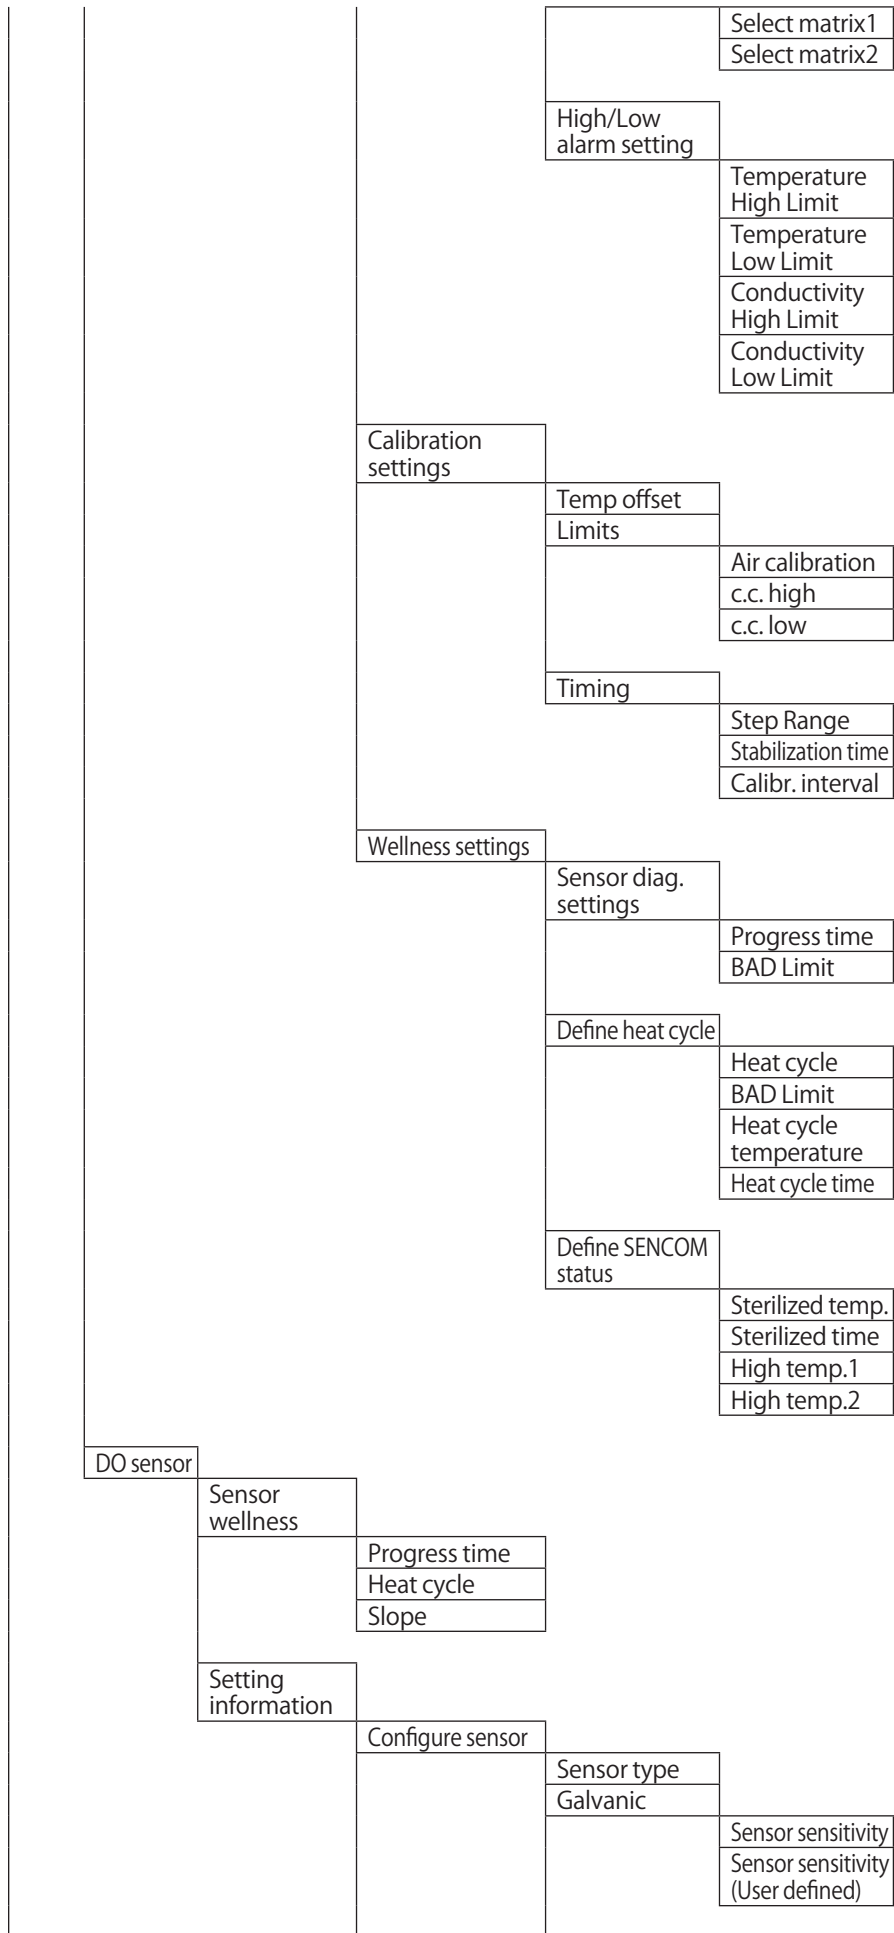 Select matrix1
Select matrix2
High/Low
alarm setting
Temperature
High Limit
Temperature
Low Limit
Conductivity
High Limit
Conductivity
Low Limit
Calibration
settings
Temp offset
Limits
Air calibration
c.c. high
c.c. low
Timing
Step Range
Stabilization time
Calibr. interval
Wellness settings
Sensor diag.
settings
Progress time
BAD Limit
Define heat cycle
Heat cycle
BAD Limit
Heat cycle
temperature
Heat cycle time
Define SENCOM
status
Sterilized temp.
Sterilized time
High temp.1
High temp.2
DO sensor
Sensor
wellness
Progress time
Heat cycle
Slope
Setting
information
Configure sensor
Sensor type
Galvanic
Sensor sensitivity
Sensor sensitivity
(User defined)